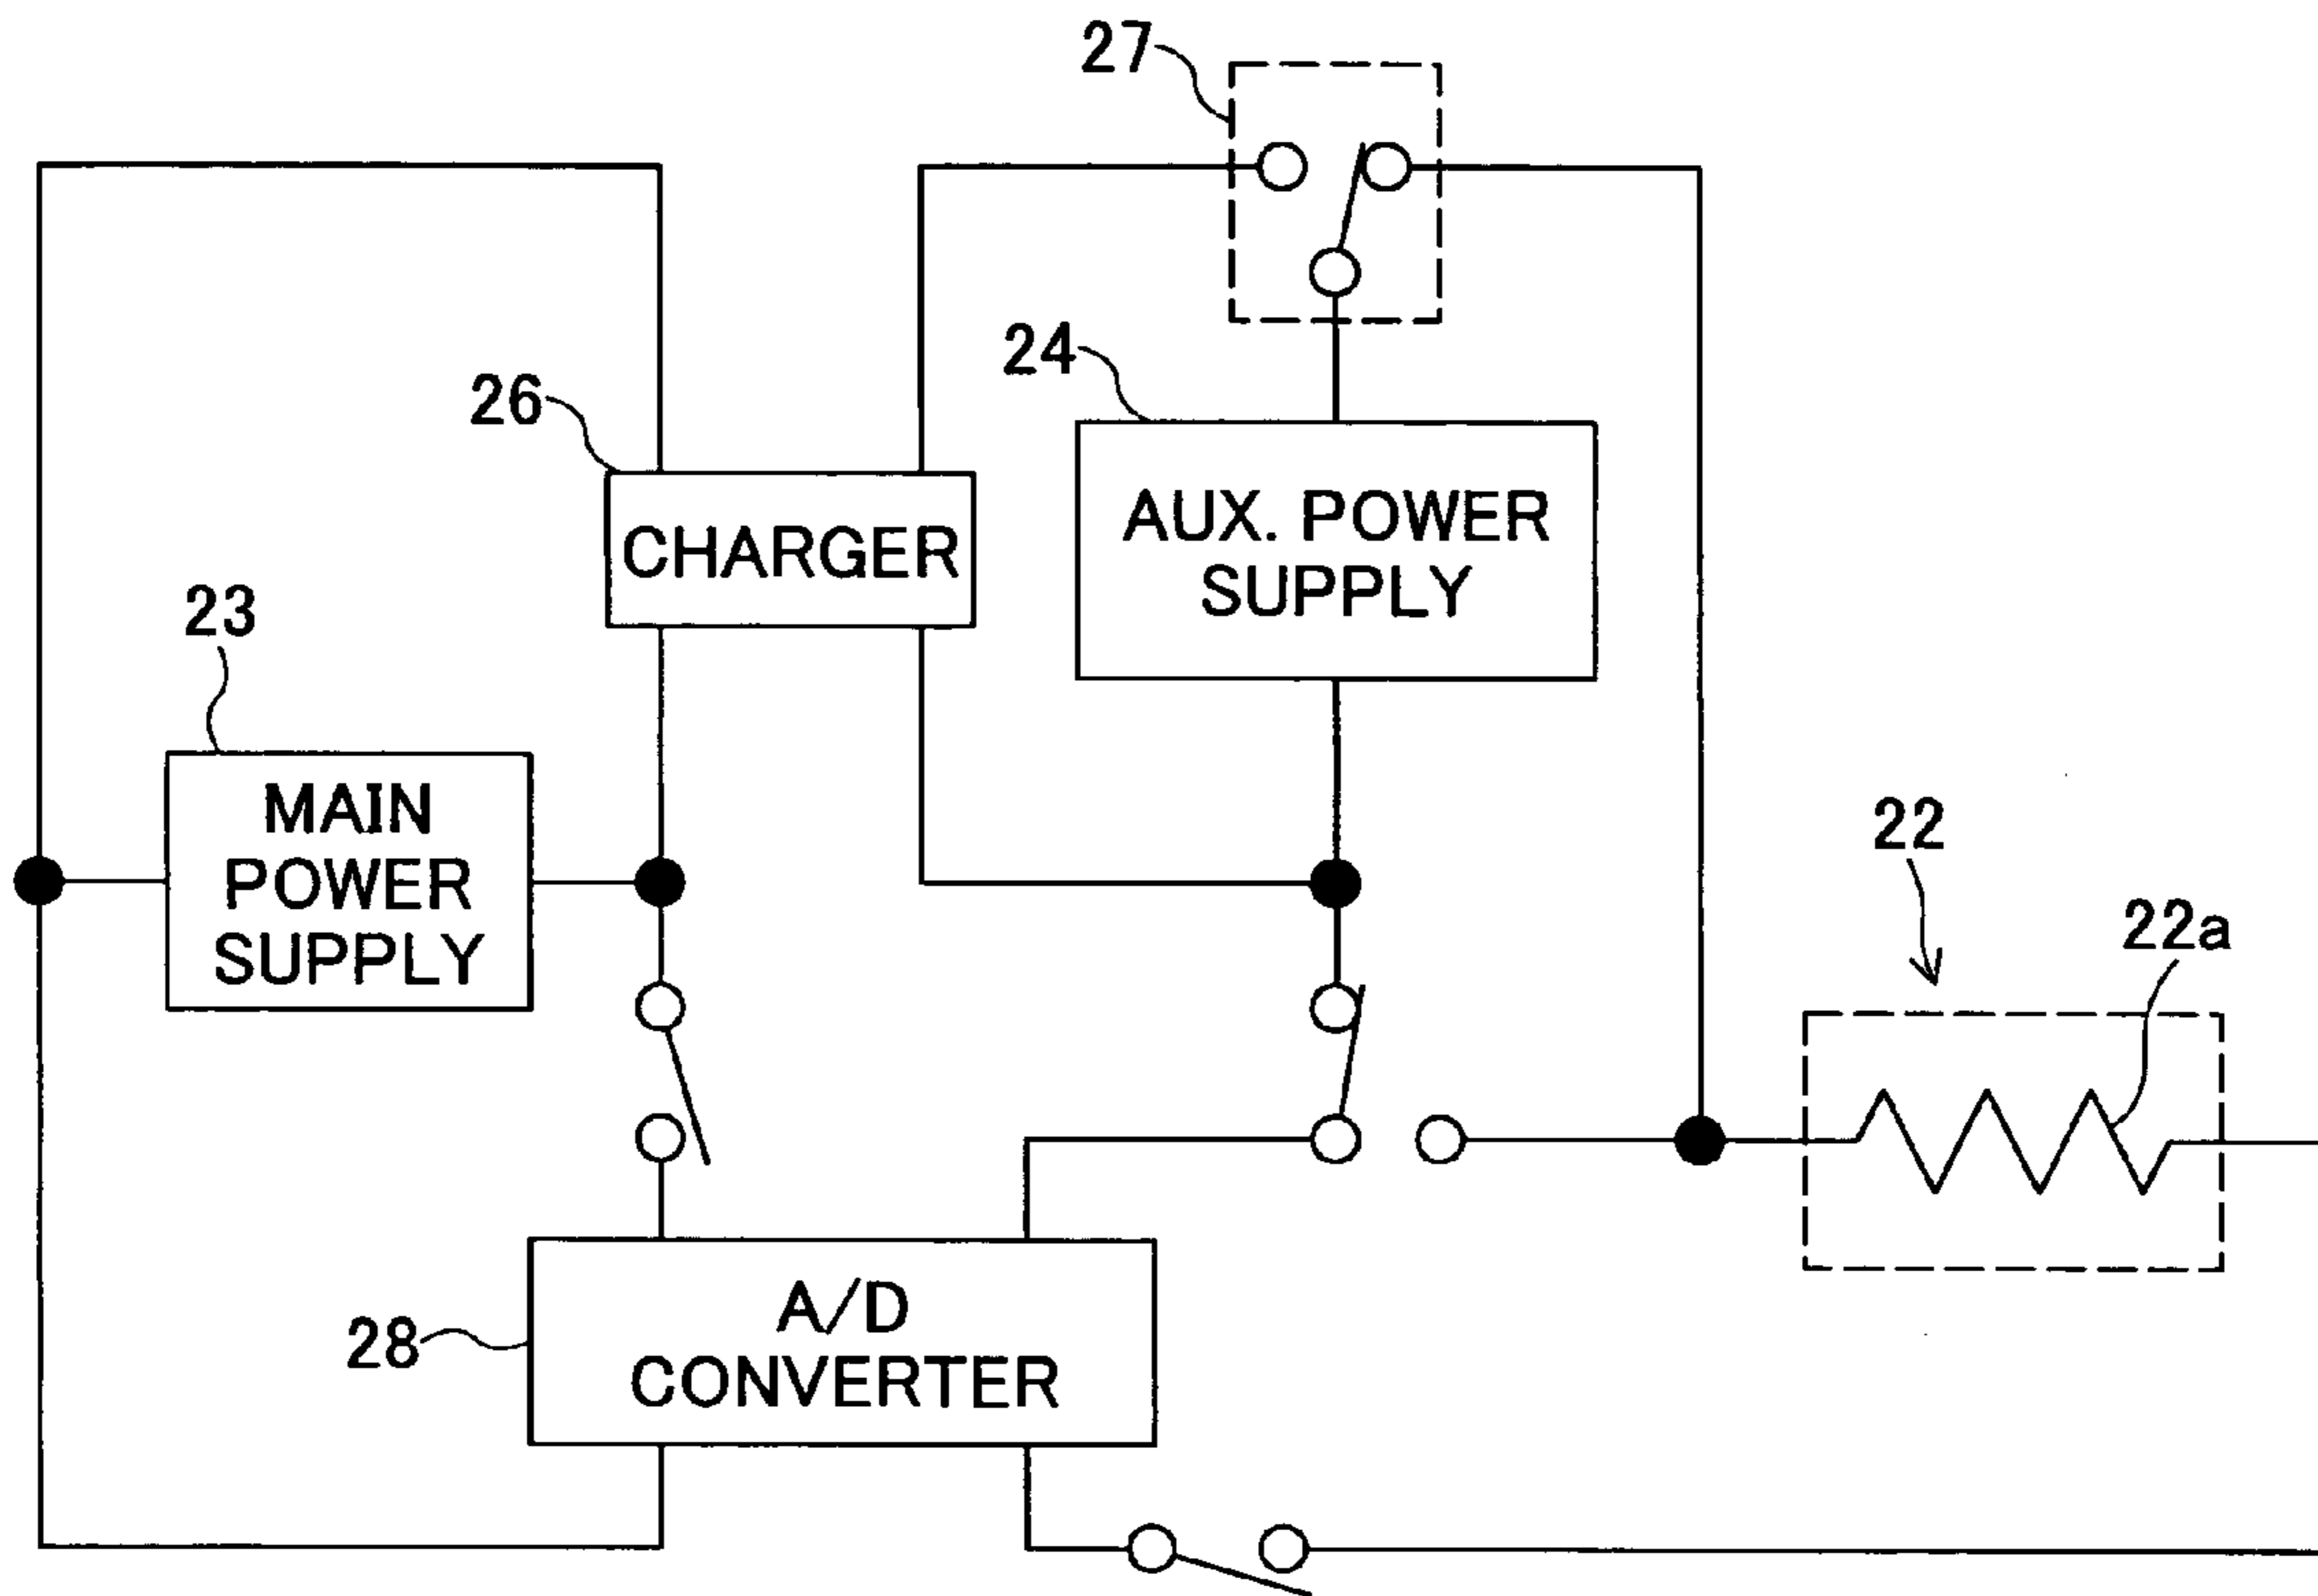 27
24
26
CHARGER
AUX. POWER
SUPPLY
23
MAIN
POWER
SUPPLY
22
22a
A/D
CONVERTER
28